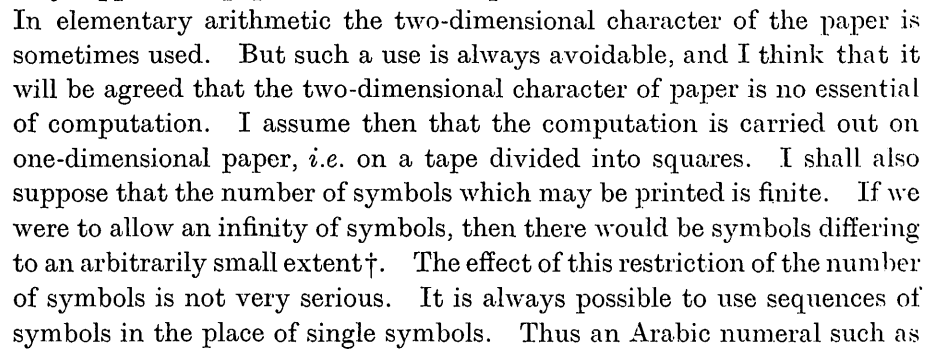 In elementary arithmetic the two-dimensional character of the paper is
sometimes used. But such a use is always avoidable, and I think that it
will be agreed that the two-dimensional character of paper is no essential
of computation. I assume then that the computation is carried out on
one-dimensional paper, i.e. on a tape divided into squares. I shall also
suppose that the number of symbols which may be printed is finite. If we
were to allow an infinity of symbols, then there would be symbols differing
to an arbitrarily small extent†. The effect of this restriction of the number
of symbols is not very serious. It is always possible to use sequences of
symbols in the place of single symbols. Thus an Arabic numeral such as